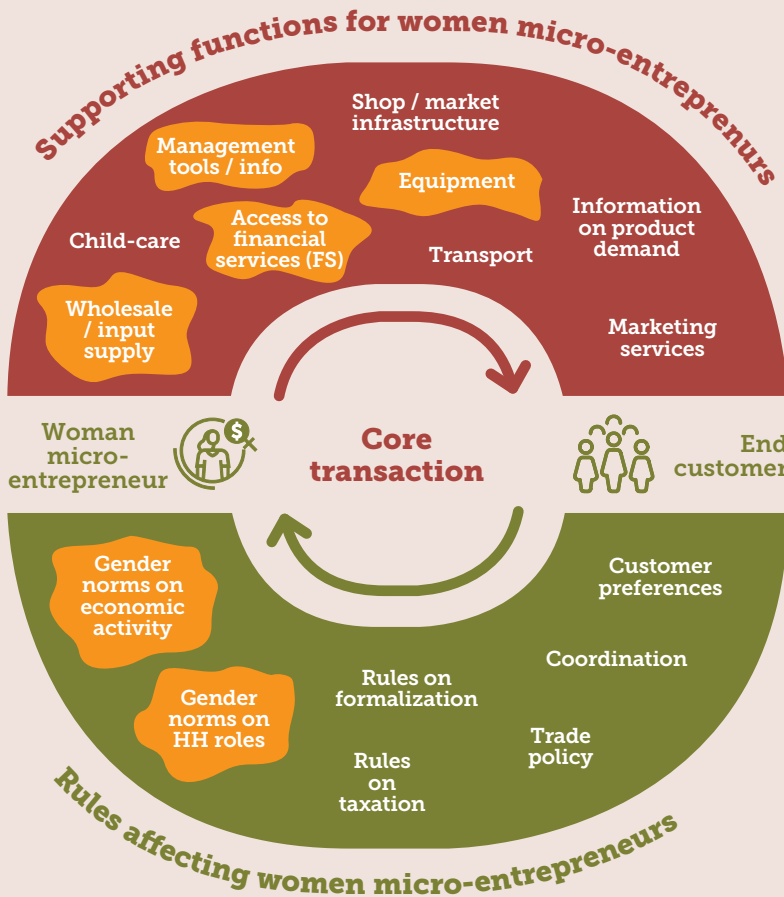 Supporting functions for women micro-entreprenurs
Shop / market
infrastructure
Management
tools / info
Equipment
Information
on product
demand
Access to
financial
services (FS)
Child-care
Transport
Wholesale
/ input
supply
Marketing
services
Woman
micro-
entrepreneur
$
Core
transaction
End
customer
Gender
norms on
economic
activity
Customer
preferences
Coordination
Gender
norms on
HH roles
Rules on
formalization
Trade
policy
Rules
on
taxation
Rules affecting women micro-entrepreneurs